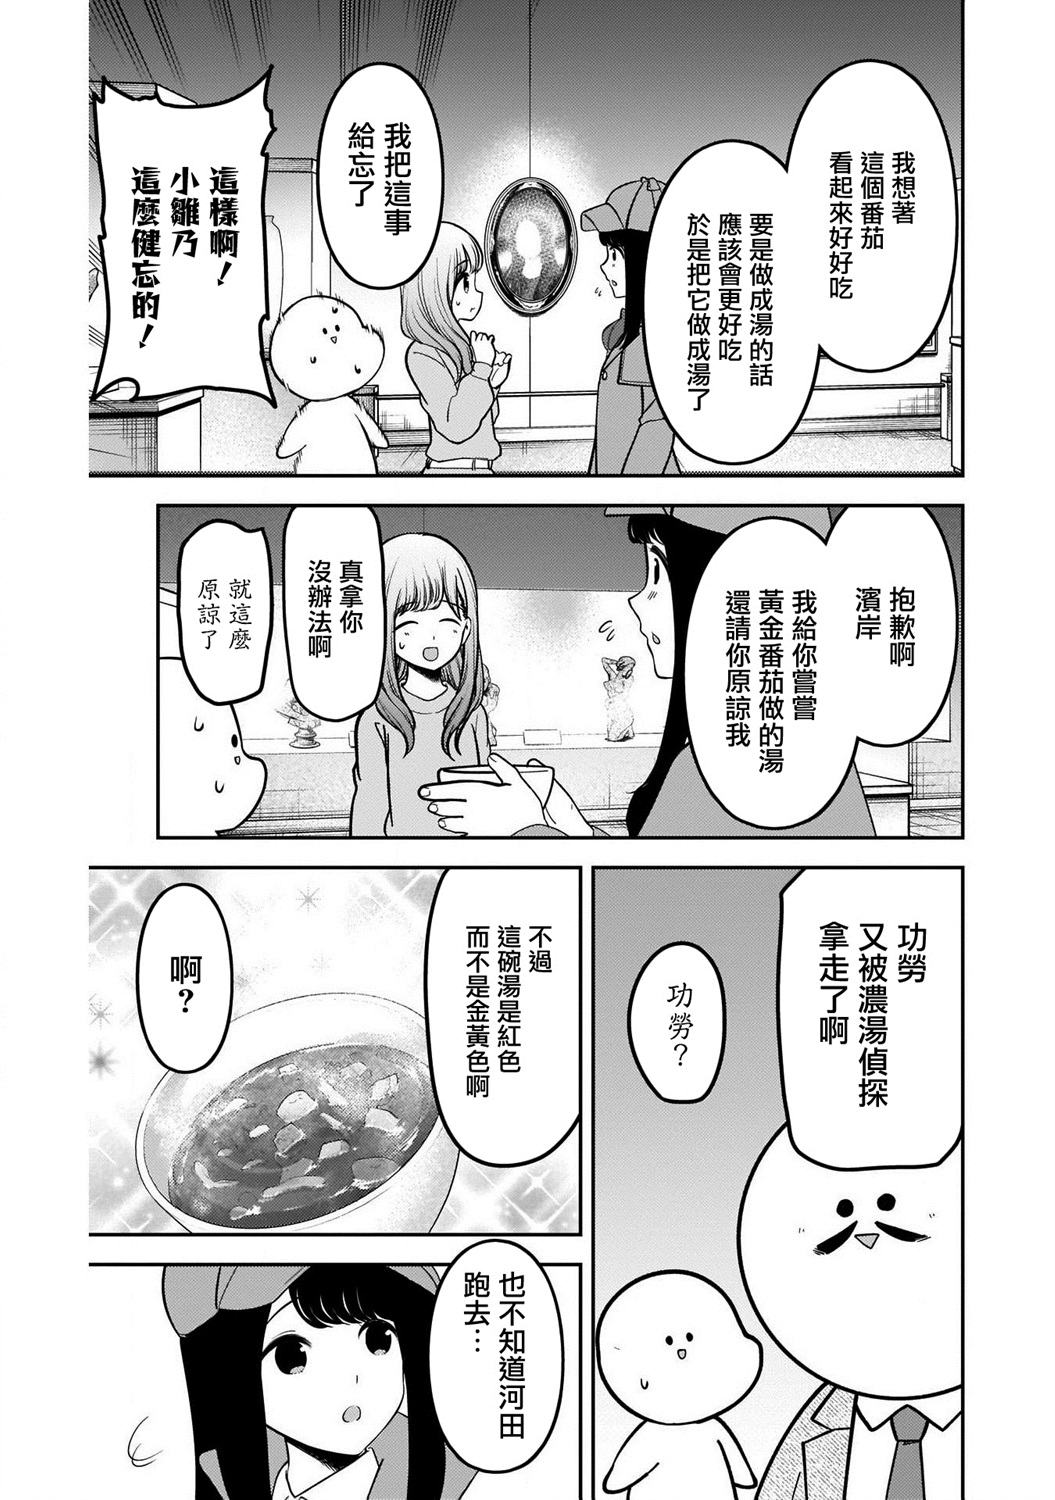 我想著
這個番茄
看起來好好吃
要是做成湯的話
應該會更好吃
於是把它做成湯了
我把這事
給忘了
這樣啊！
小雛乃
這麼健忘的！
抱歉啊
濱岸
我給你嘗嘗
黃金番茄做的湯
還請你原諒我
真拿你
沒辦法啊
就這麼
原諒了
功勞
又被濃湯偵探
拿走了啊
功勞？
不過
這碗湯是紅色
而不是金黃色啊
啊？
也不知道河田
跑去…